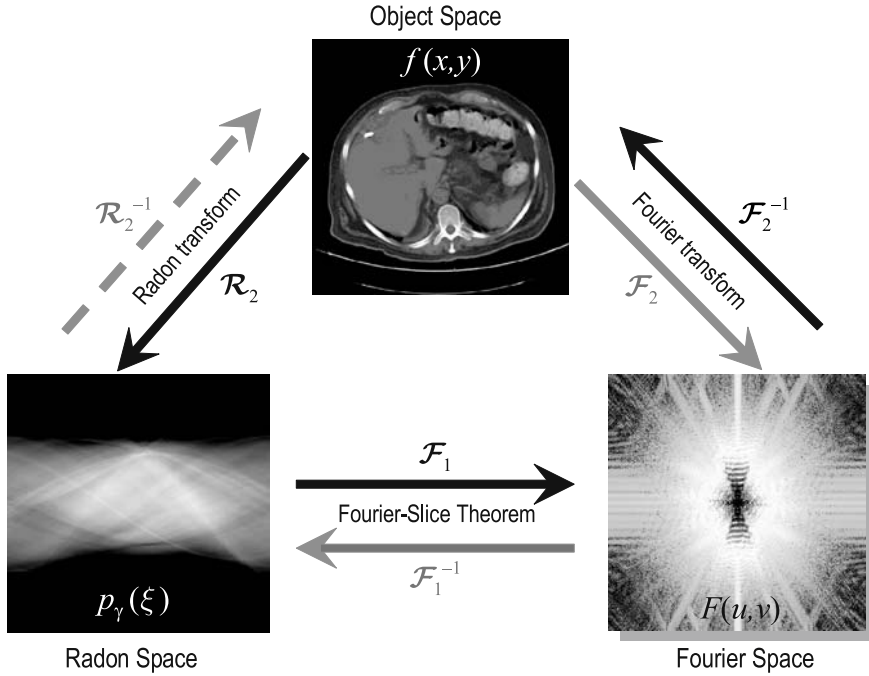 Object Space
f(x,y)
ℛ₂⁻¹
Radon transform
ℛ₂
Fourier transform
ℱ₂⁻¹
ℱ₂
ℱ₁
Fourier-Slice Theorem
ℱ₁⁻¹
p_γ(ξ)
F(u,v)
Radon Space
Fourier Space